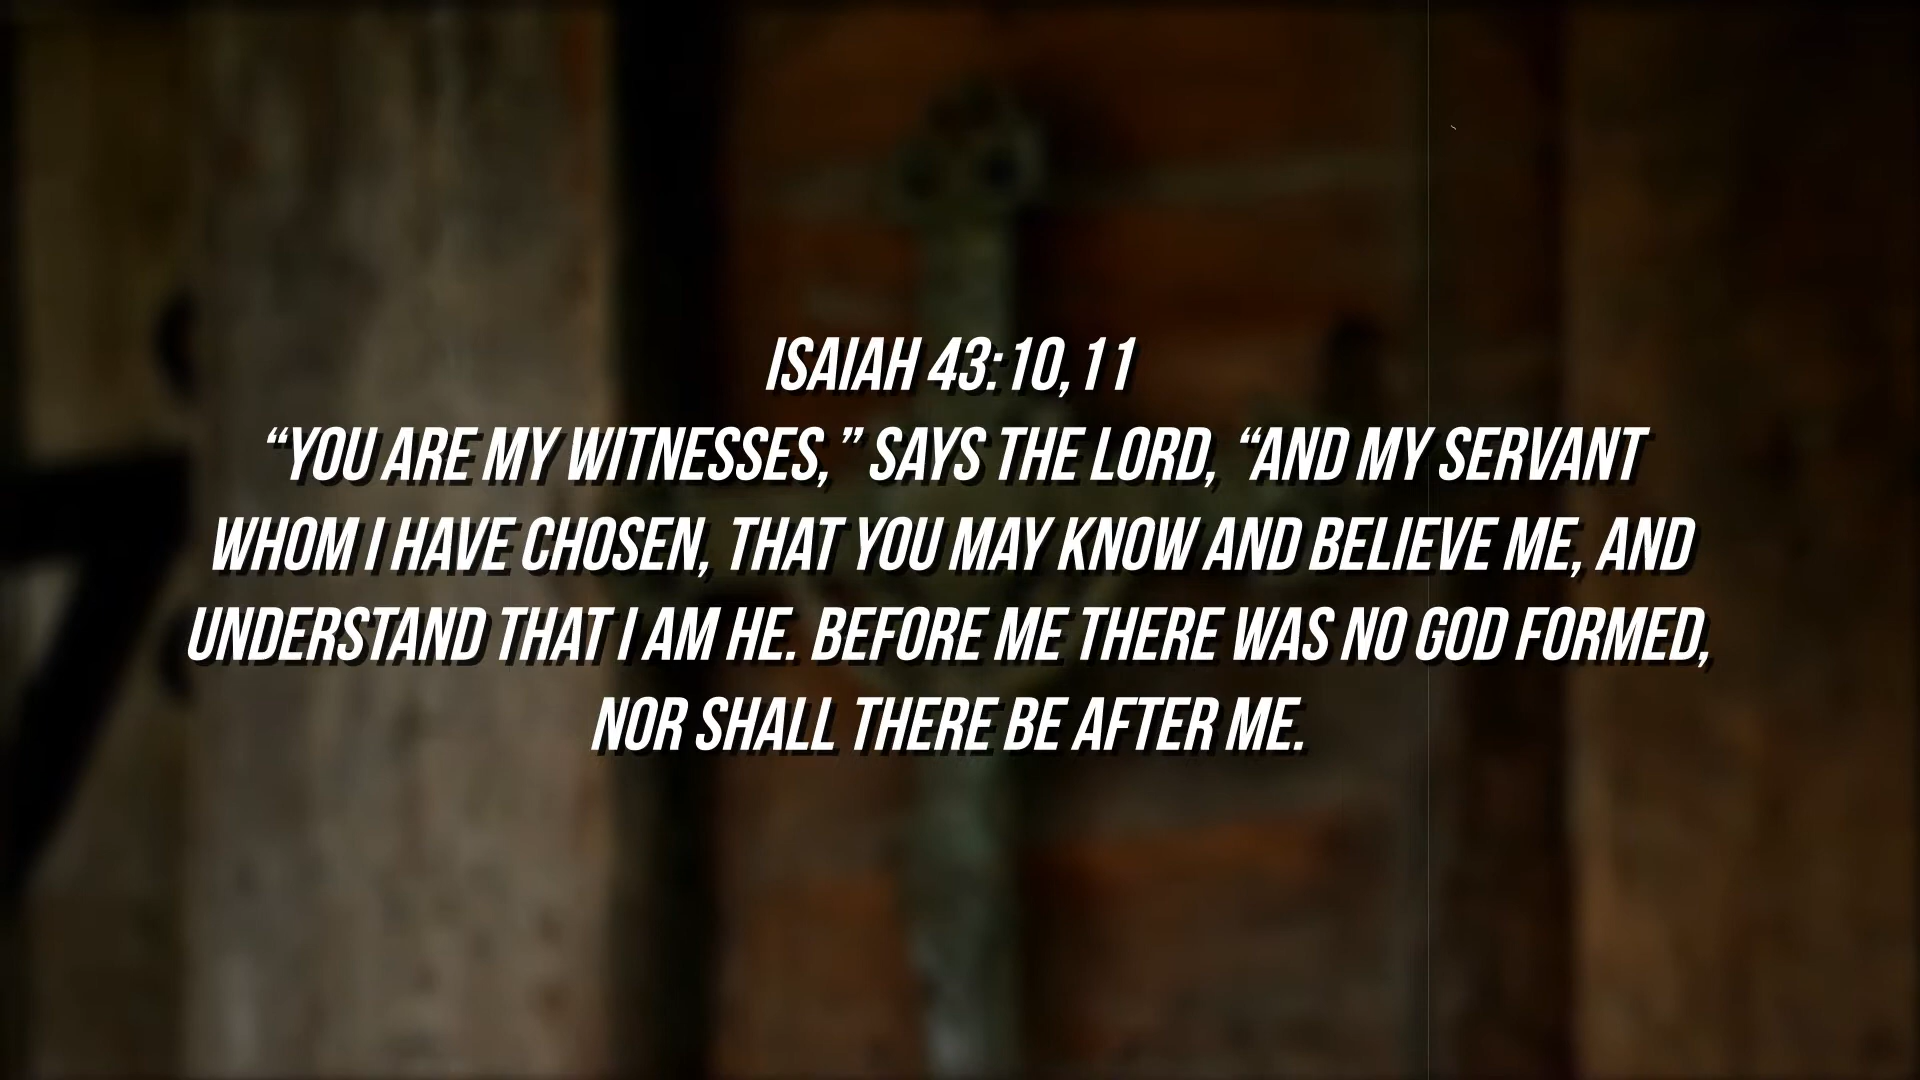 ISAIAH 43:10,11
“YOU ARE MY WITNESSES,” SAYS THE LORD, “AND MY SERVANT
WHOM I HAVE CHOSEN, THAT YOU MAY KNOW AND BELIEVE ME, AND
UNDERSTAND THAT I AM HE. BEFORE ME THERE WAS NO GOD FORMED,
NOR SHALL THERE BE AFTER ME.